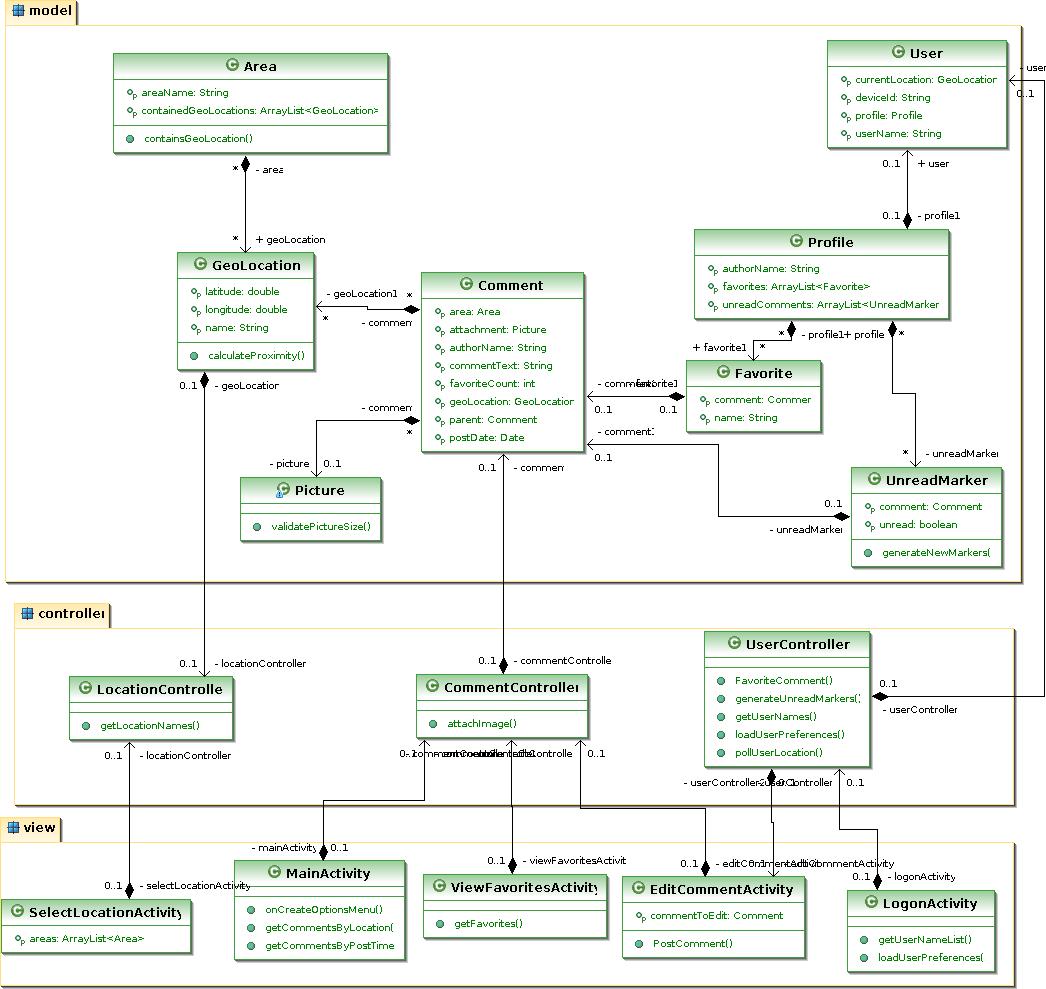 model
Area
areaName: String
containedGeoLocations: ArrayList<GeoLocation>
containsGeoLocation()
* - area
* + geoLocation
User
currentLocation: GeoLocation
deviceId: String
profile: Profile
userName: String
- user
0..1
0..1 + user
0..1 - profile1
Profile
authorName: String
favorites: ArrayList<Favorite>
unreadComments: ArrayList<UnreadMarker
* - profile1 + profile *
+ favorite1 *
GeoLocation
latitude: double
longitude: double
name: String
calculateProximity()
0..1 - geoLocation
- geoLocation1 *
* - commen
Comment
area: Area
attachment: Picture
authorName: String
commentText: String
favoriteCount: int
geoLocation: GeoLocation
parent: Comment
postDate: Date
Favorite
comment: Commer
name: String
0..1 0..1
- comment
0..1
- commen
*
- picture 0..1
Picture
validatePictureSize()
0..1 - commen
* - unreadMarker
UnreadMarker
comment: Comment
unread: boolean
generateNewMarkers(
0..1
- unreadMarker
controller
0..1 - locationController
LocationControlle
getLocationNames()
0..1 - locationController
0..1 - commentControlle
CommentController
attachImage()
0..1
UserController
FavoriteComment()
generateUnreadMarkers()
getUserNames()
loadUserPreferences()
pollUserLocation()
0..1
- userController
- userController
0..1
view
0..1 - selectLocationActivity
SelectLocationActivity
areas: ArrayList<Area>
- mainActivity 0..1
MainActivity
onCreateOptionsMenu()
getCommentsByLocation(
getCommentsByPostTime
0..1 - viewFavoritesActivit
ViewFavoritesActivity
getFavorites()
0..1
EditCommentActivity
commentToEdit: Comment
PostComment()
0..1 - logonActivity
LogonActivity
getUserNameList()
loadUserPreferences(